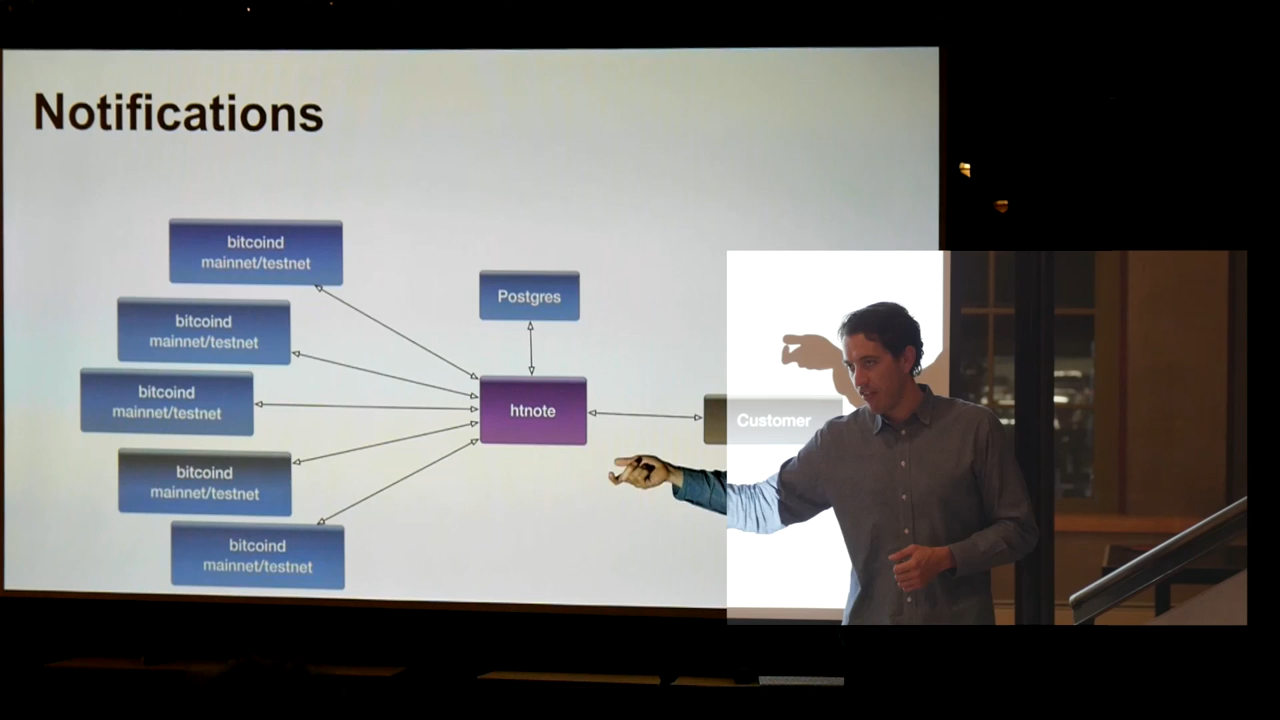 Notifications
bitcoind
mainnet/testnet
bitcoind
mainnet/testnet
bitcoind
mainnet/testnet
bitcoind
mainnet/testnet
bitcoind
mainnet/testnet
Postgres
htnote
Customer